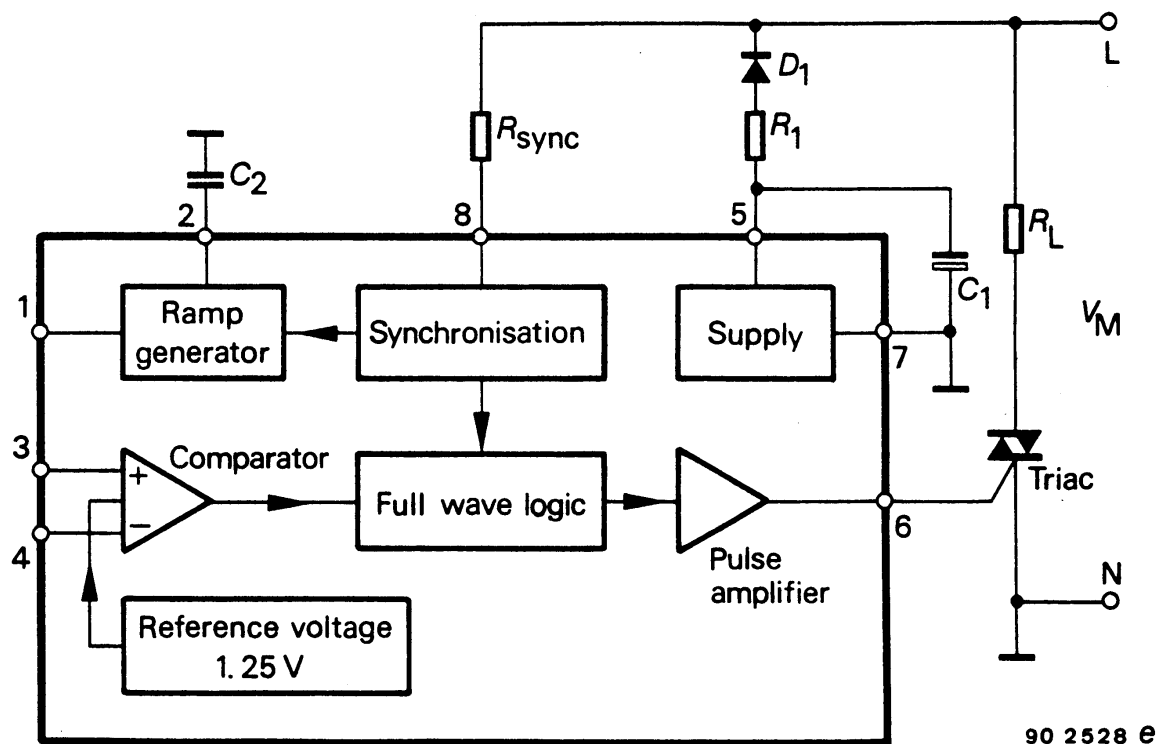 L
D1
R1
Rsync
C2
2
8
5
RL
C1
VM
1
Ramp
generator
Synchronisation
Supply
7
3
+
Comparator
Full wave logic
Triac
4
−
6
Pulse
amplifier
N
Reference voltage
1.25 V
90 2528 e